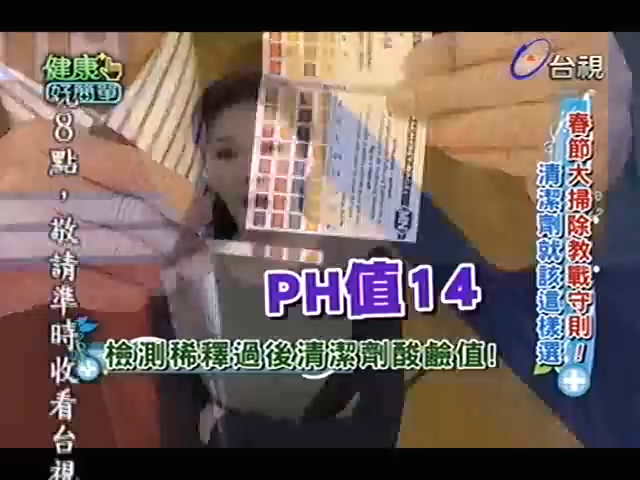 健康
好簡單
台視
8點，敬請準時收看台視
春節大掃除教戰守則！
清潔劑就該這樣選
PH值14
檢測稀釋過後清潔劑酸鹼值!